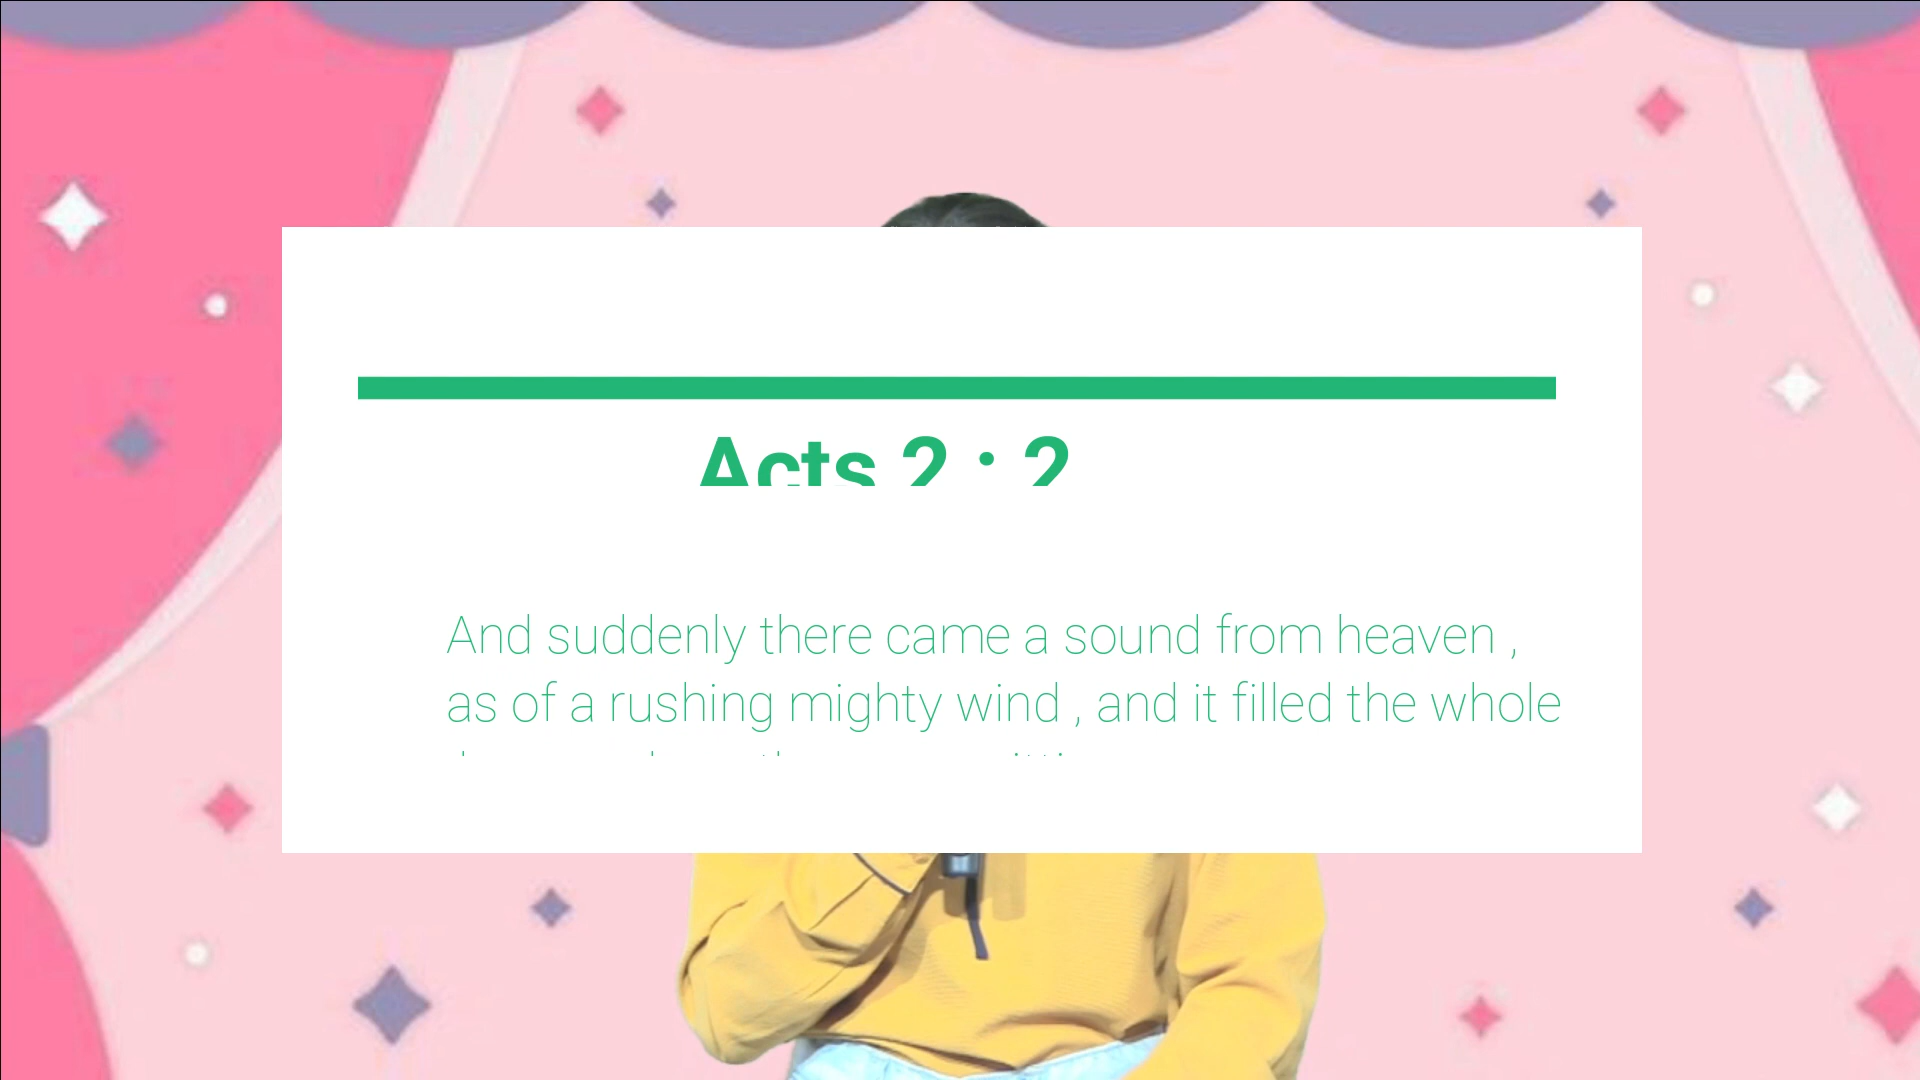 Acts 2 : 2
And suddenly there came a sound from heaven ,
as of a rushing mighty wind , and it filled the whole